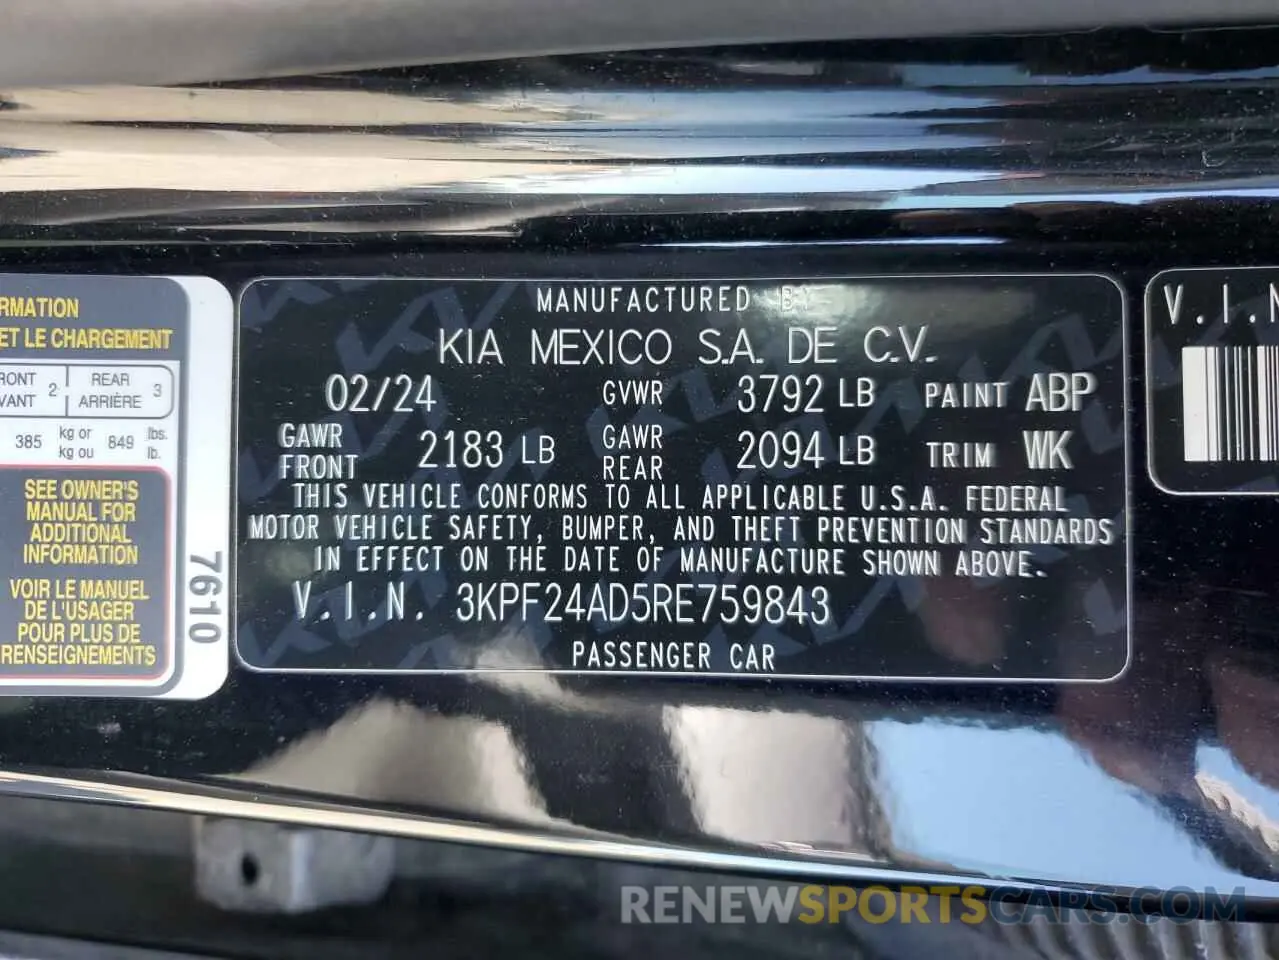 RMATION
ET LE CHARGEMENT
RONT 2 REAR 3
VANT ARRIÈRE
385 kg or 849 lbs.
kg ou lb.
SEE OWNER'S
MANUAL FOR
ADDITIONAL
INFORMATION
VOIR LE MANUEL
DE L'USAGER
POUR PLUS DE
RENSEIGNEMENTS
7610
MANUFACTURED BY
KIA MEXICO S.A. DE C.V.
02/24 GVWR 3792 LB PAINT ABP
GAWR FRONT 2183 LB GAWR REAR 2094 LB TRIM WK
THIS VEHICLE CONFORMS TO ALL APPLICABLE U.S.A. FEDERAL
MOTOR VEHICLE SAFETY, BUMPER, AND THEFT PREVENTION STANDARDS
IN EFFECT ON THE DATE OF MANUFACTURE SHOWN ABOVE.
V.I.N. 3KPF24AD5RE759843
PASSENGER CAR
V.I.N
RENEWSPORTSCARS.COM